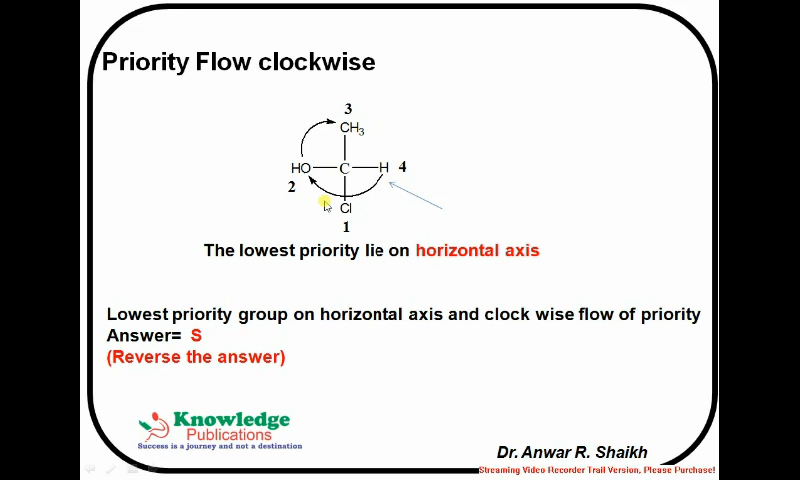 Priority Flow clockwise
3
CH3
HO C H 4
2
Cl
1
The lowest priority lie on horizontal axis
Lowest priority group on horizontal axis and clock wise flow of priority
Answer= S
(Reverse the answer)
Knowledge
Publications
Success is a journey and not a destination
Dr. Anwar R. Shaikh
Streaming Video Recorder Trail Version, Please Purchase!